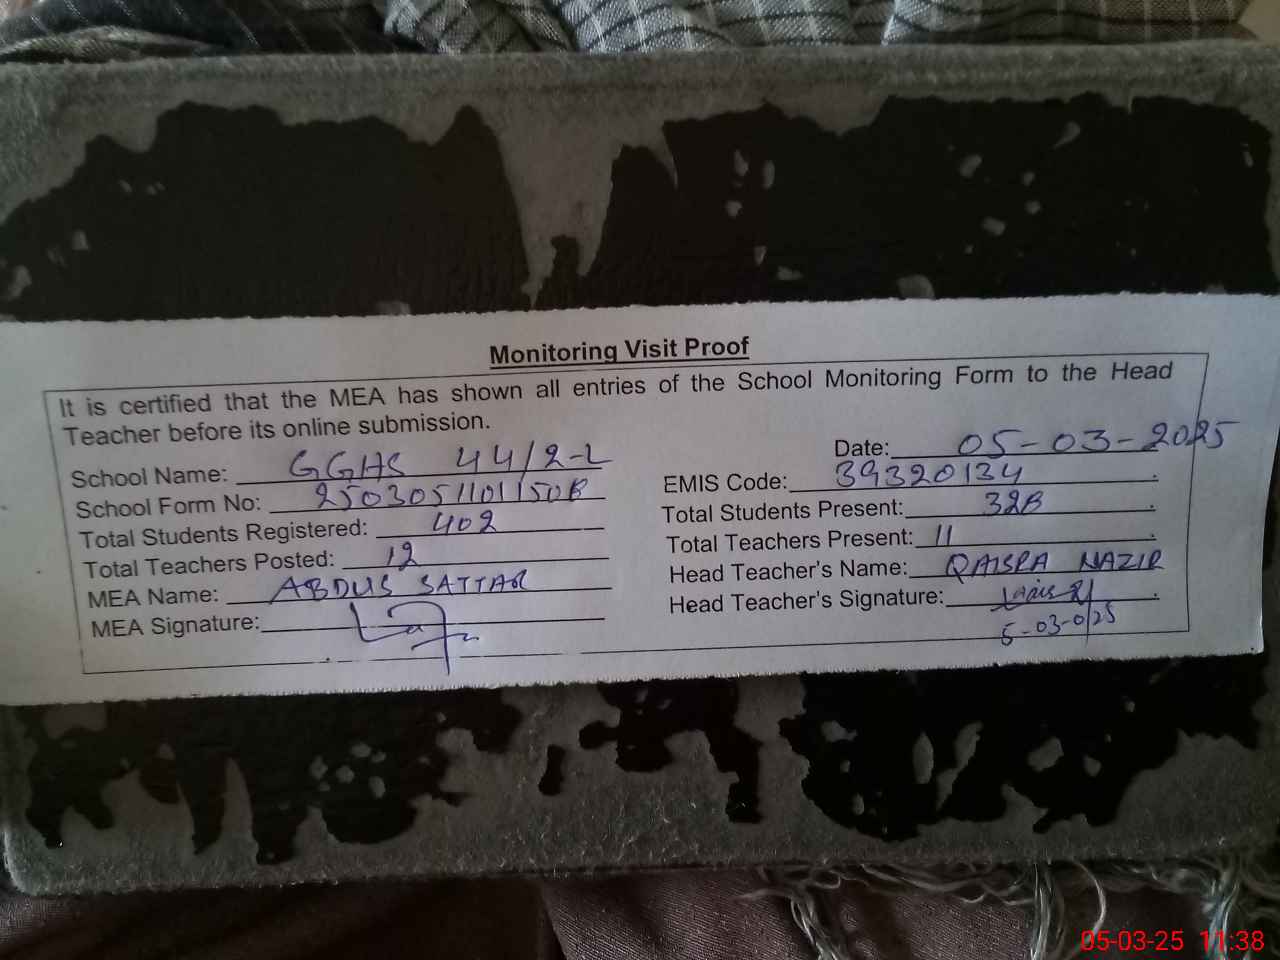 Monitoring Visit Proof
It is certified that the MEA has shown all entries of the School Monitoring Form to the Head
Teacher before its online submission.
Date: 05-03-2025
School Name: GGHS 44/2-L
EMIS Code: 39320134
School Form No: 2503051101150B
Total Students Present: 328
Total Students Registered: 402
Total Teachers Present: 11
Total Teachers Posted: 12
Head Teacher's Name: QAISRA NAZIR
MEA Name: ABDUS SATTAR
Head Teacher's Signature:
MEA Signature:
5-03-025
05-03-25 11:38